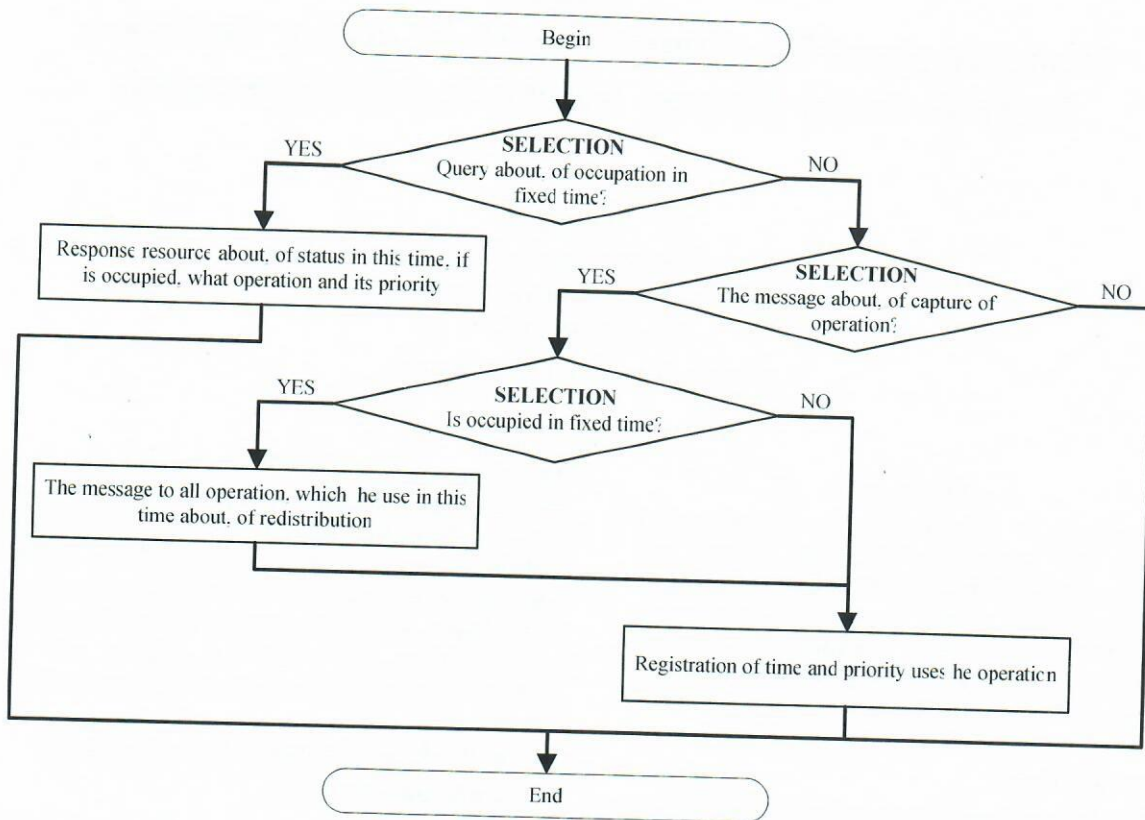 Begin
SELECTION
YES
NO
Query about. of occupation in
fixed time?
Response resource about. of status in this time. if
is occupied. what operation and its priority
SELECTION
YES
NO
The message about. of capture of
operation?
SELECTION
YES
NO
Is occupied in fixed time?
The message to all operation. which he use in this
time about. of redistribution
Registration of time and priority uses he operation
End